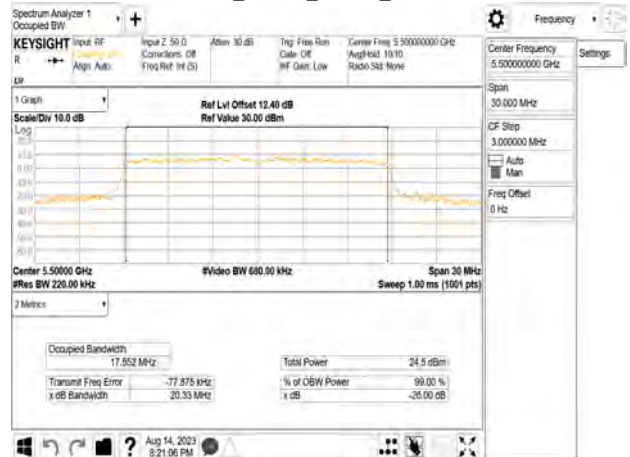 Spectrum Analyzer 1
Occupied BW
+
Frequency
KEYSIGHT
Input: RF
Input Z: 50 Ω
Atten: 30 dB
Trig: Free Run
Center Freq: 5.500000000 GHz
R
Corrections: Off
Gate: Off
Avg|Hold: 10/10
Align: Auto
Freq Ref: Int (S)
#IF Gain: Low
Radio Std: None
Center Frequency
5.500000000 GHz
Settings
Span
30.000 MHz
CF Step
3.000000 MHz
Auto
Man
Freq Offset
0 Hz
1 Graph
Scale/Div 10.0 dB
Ref Lvl Offset 12.40 dB
Ref Value 30.00 dBm
Log
Center 5.50000 GHz
#Video BW 680.00 kHz
Span 30 MHz
#Res BW 220.00 kHz
Sweep 1.00 ms (1001 pts)
2 Metrics
Occupied Bandwidth
17.552 MHz
Total Power
24.5 dBm
Transmit Freq Error
-77.875 kHz
% of OBW Power
99.00 %
x dB Bandwidth
20.33 MHz
x dB
-26.00 dB
?
Aug 14, 2023
8:21:06 PM